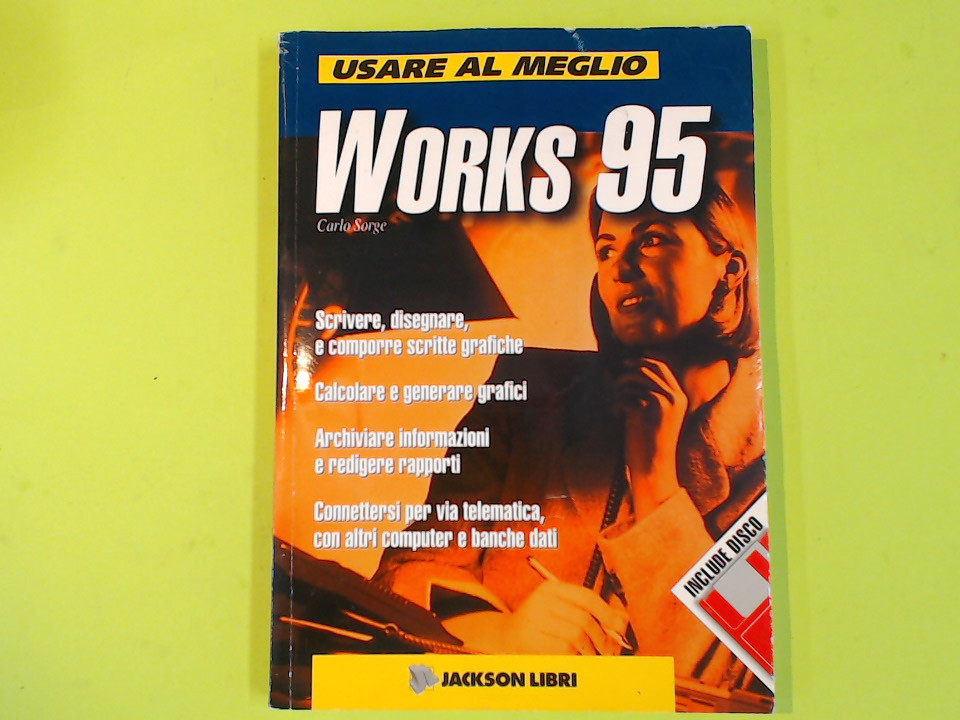 USARE AL MEGLIO
WORKS 95
Carlo Sorge
Scrivere, disegnare,
e comporre scritte grafiche
Calcolare e generare grafici
Archiviare informazioni
e redigere rapporti
Connettersi per via telematica,
con altri computer e banche dati
INCLUDE DISCO
JACKSON LIBRI